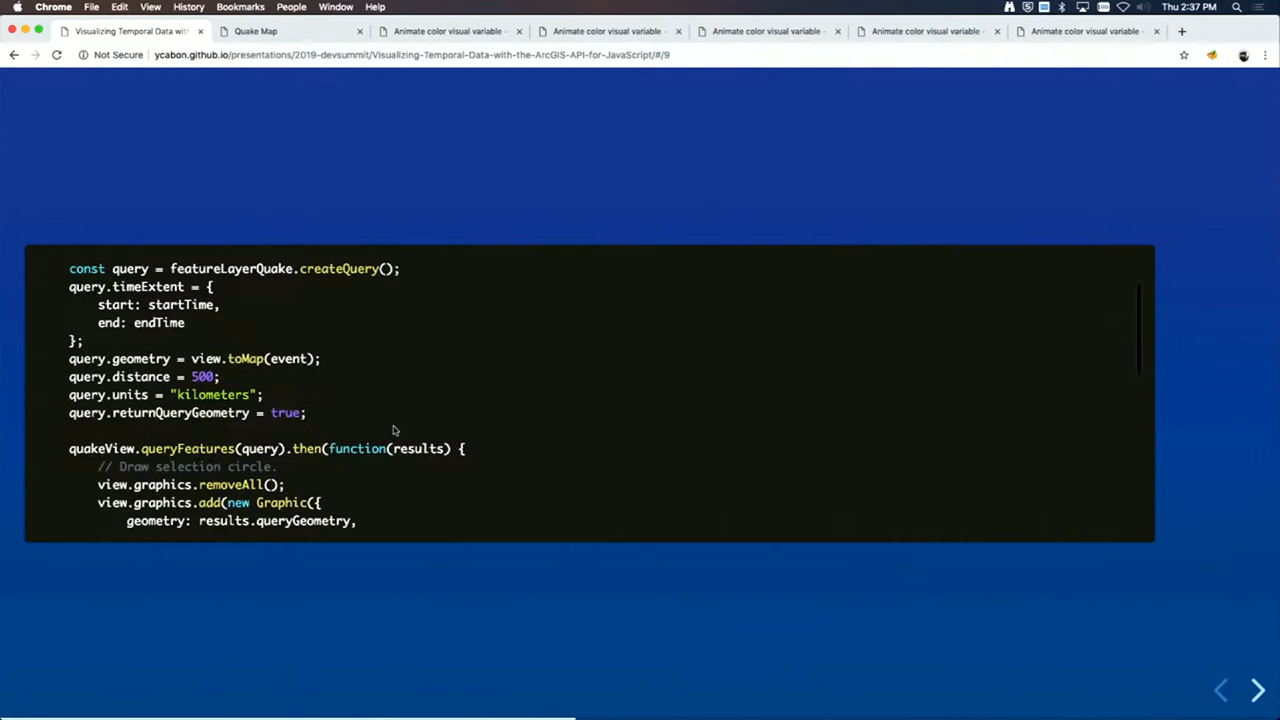 Chrome File Edit View History Bookmarks People Window Help Thu 2:37 PM
Visualizing Temporal Data with Quake Map Animate color visual variable - Animate color visual variable - Animate color visual variable - Animate color visual variable - Animate color visual variable -
Not Secure ycabon.github.io/presentations/2019-devsummit/Visualizing-Temporal-Data-with-the-ArcGIS-API-for-JavaScript/#/9
const query = featureLayerQuake.createQuery();
query.timeExtent = {
start: startTime,
end: endTime
};
query.geometry = view.toMap(event);
query.distance = 500;
query.units = "kilometers";
query.returnQueryGeometry = true;
quakeView.queryFeatures(query).then(function(results) {
// Draw selection circle.
view.graphics.removeAll();
view.graphics.add(new Graphic({
geometry: results.queryGeometry,